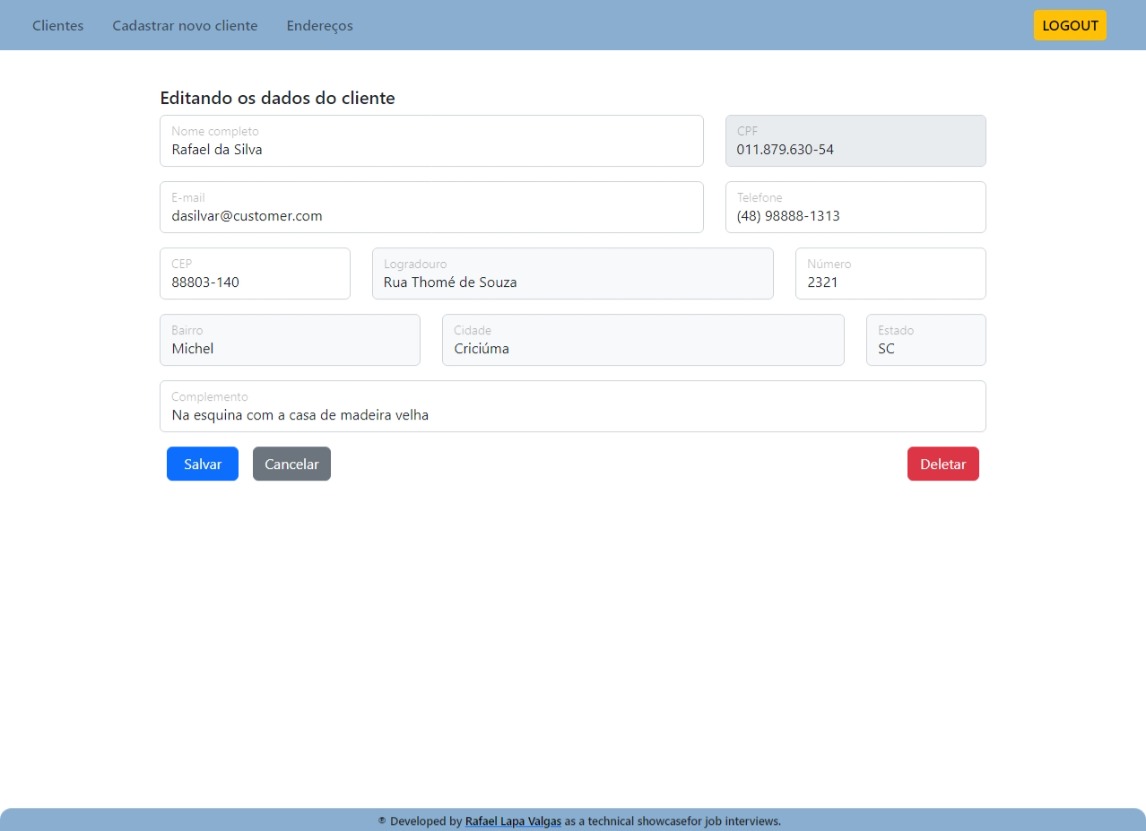 Clientes Cadastrar novo cliente Endereços LOGOUT
Editando os dados do cliente
Nome completo CPF
Rafael da Silva 011.879.630-54
E-mail Telefone
dasilvar@customer.com (48) 98888-1313
CEP Logradouro Número
88803-140 Rua Thomé de Souza 2321
Bairro Cidade Estado
Michel Criciúma SC
Complemento
Na esquina com a casa de madeira velha
Salvar Cancelar Deletar
® Developed by Rafael Lapa Valgas as a technical showcasefor job interviews.